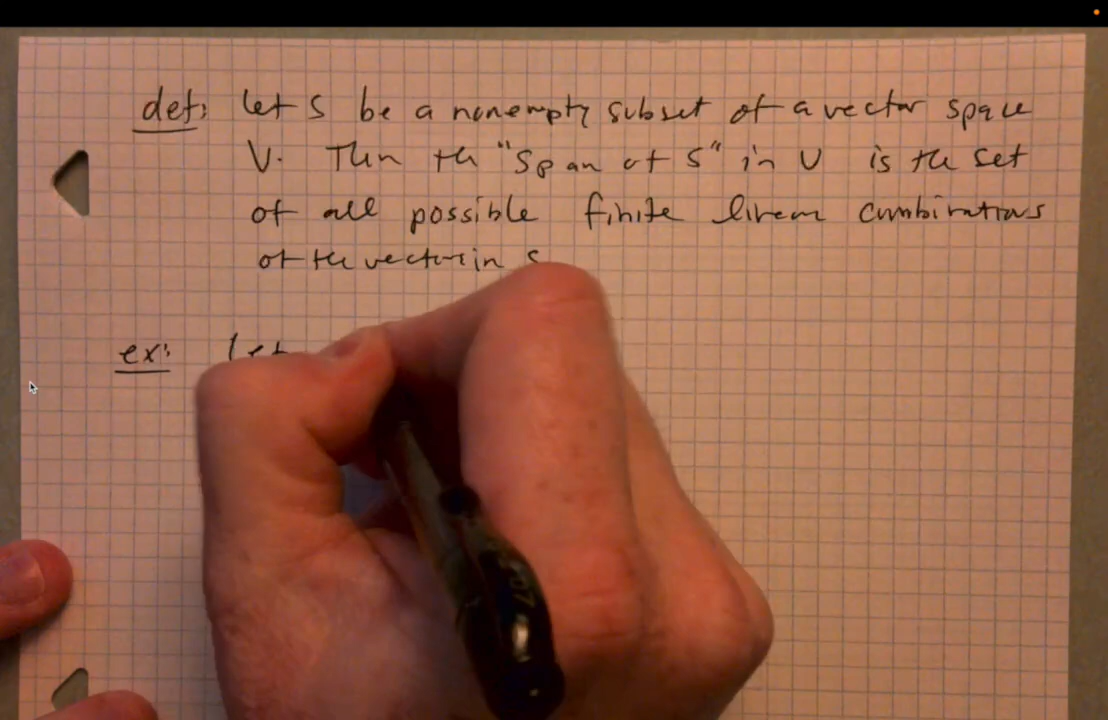 def: let S be a nonempty subset of a vector space
V. Then the "Span of S" in V is the set
of all possible finite linear combinations
of the vector in S
ex: Let